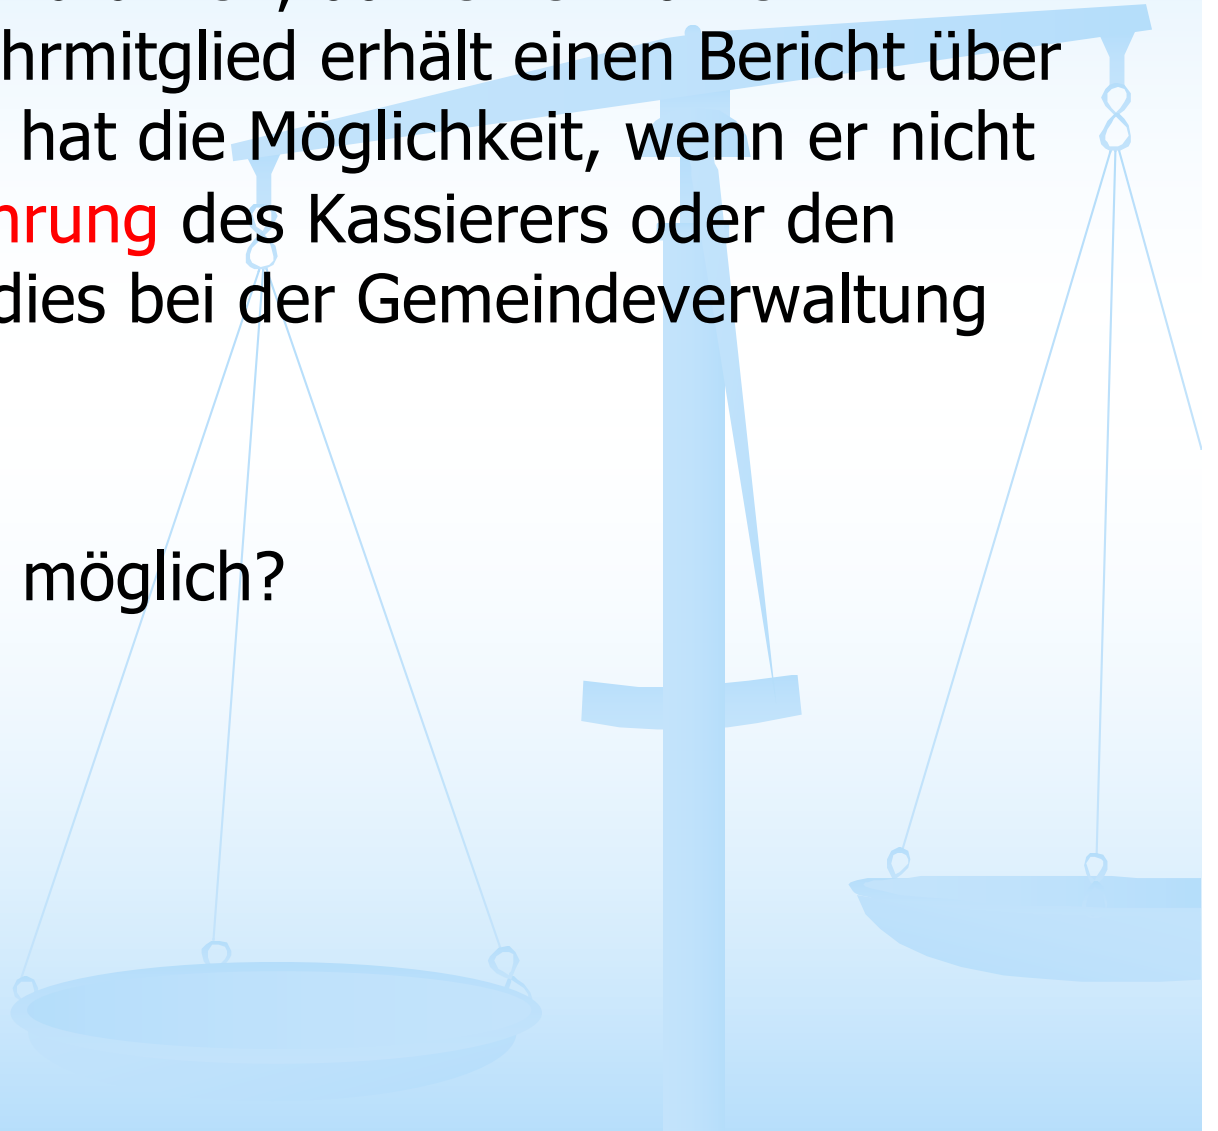 hrmitglied erhält einen Bericht über
hat die Möglichkeit, wenn er nicht
hrung des Kassierers oder den
dies bei der Gemeindeverwaltung
möglich?